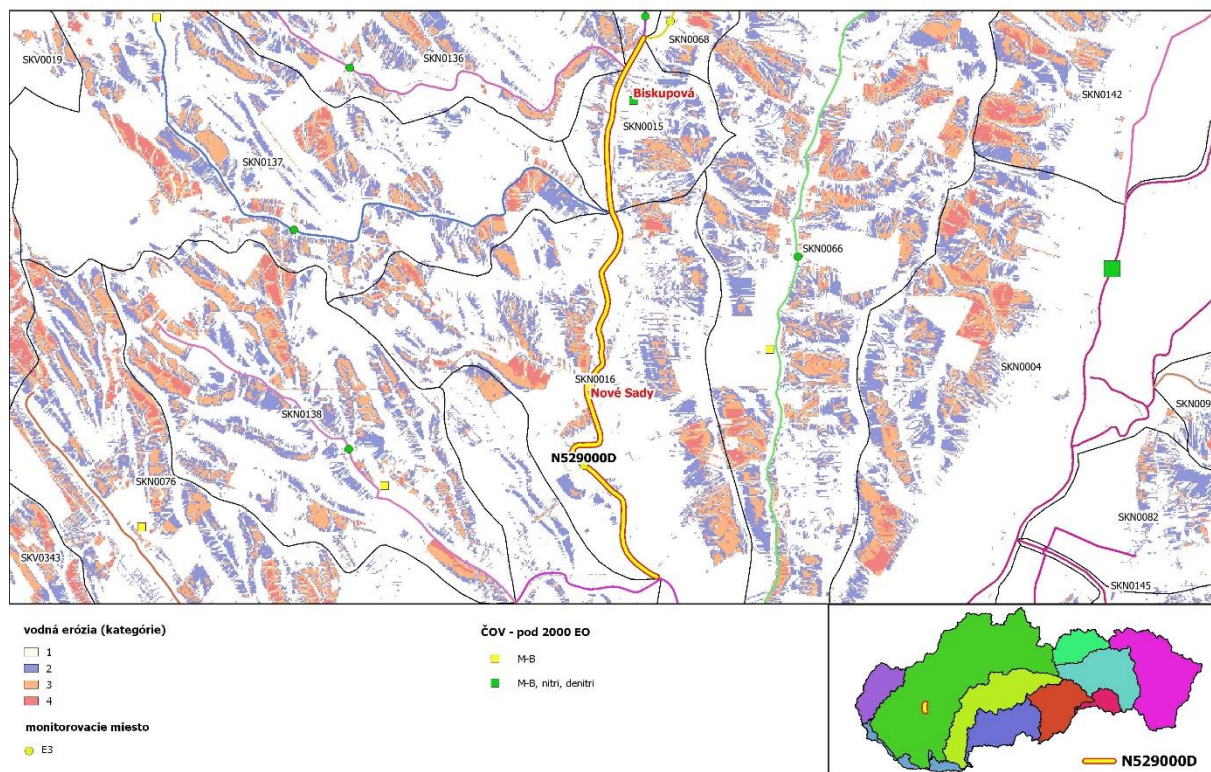 SKN0068
SKV0019
SKN0136
Biskupová
SKN0142
SKN0015
SKN0137
SKN0066
SKN0004
SKN0016
Nové Sady
SKN0138
SKN09
N529000D
SKN0076
SKN0082
SKV0343
SKN0145
vodná erózia (kategórie)
1
2
3
4
monitorovacie miesto
E3
ČOV - pod 2000 EO
M-B
M-B, nitri, denitri
N529000D